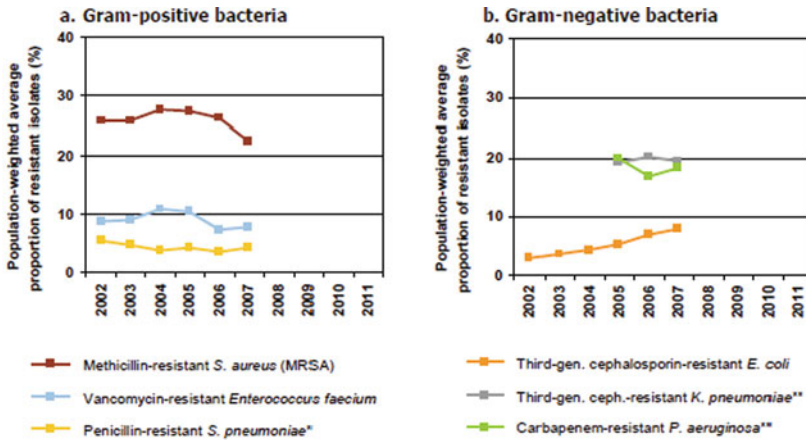 a. Gram-positive bacteria
Population-weighted average
proportion of resistant isolates (%)
40
30
20
10
0
2002
2003
2004
2005
2006
2007
2008
2009
2010
2011
Methicillin-resistant S. aureus (MRSA)
Vancomycin-resistant Enterococcus faecium
Penicillin-resistant S. pneumoniae*
b. Gram-negative bacteria
Population-weighted average
proportion of resistant isolates (%)
40
30
20
10
0
2002
2003
2004
2005
2006
2007
2008
2009
2010
2011
Third-gen. cephalosporin-resistant E. coli
Third-gen. ceph.-resistant K. pneumoniae**
Carbapenem-resistant P. aeruginosa**